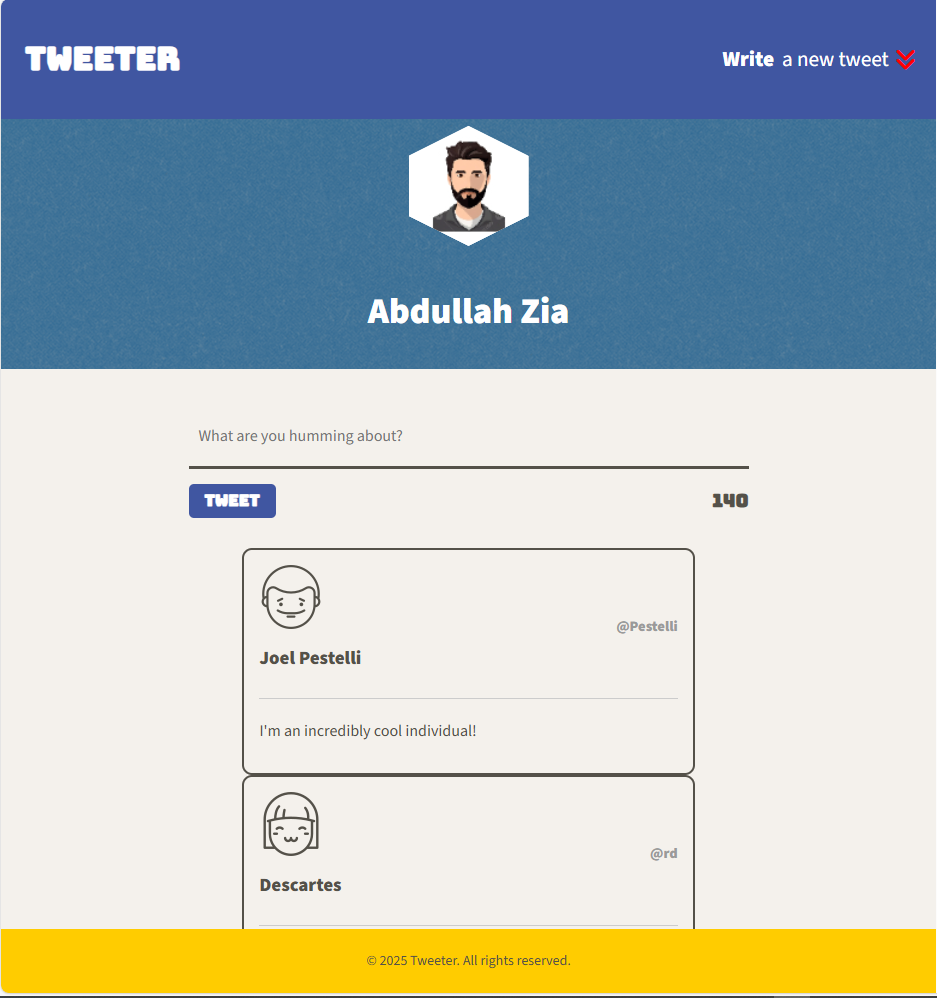 TWEETER
Write a new tweet
Abdullah Zia
What are you humming about?
TWEET
140
@Pestelli
Joel Pestelli
I'm an incredibly cool individual!
@rd
Descartes
© 2025 Tweeter. All rights reserved.